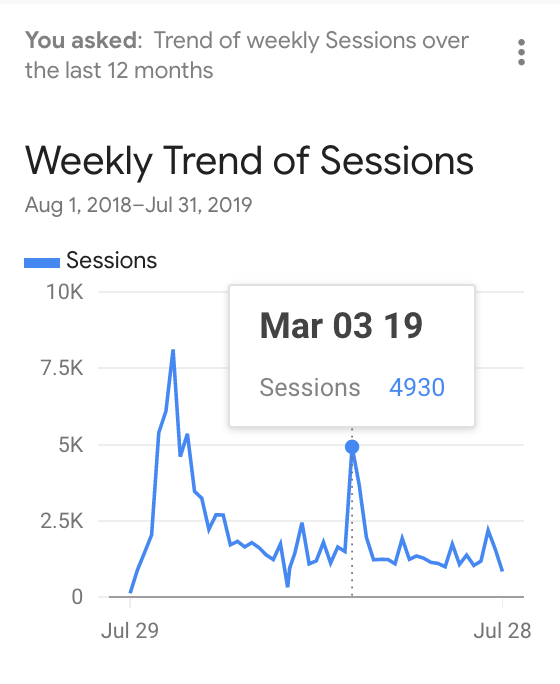 You asked: Trend of weekly Sessions over
the last 12 months
Weekly Trend of Sessions
Aug 1, 2018–Jul 31, 2019
Sessions
10K
Mar 03 19
7.5K
Sessions 4930
5K
2.5K
0
Jul 29 Jul 28